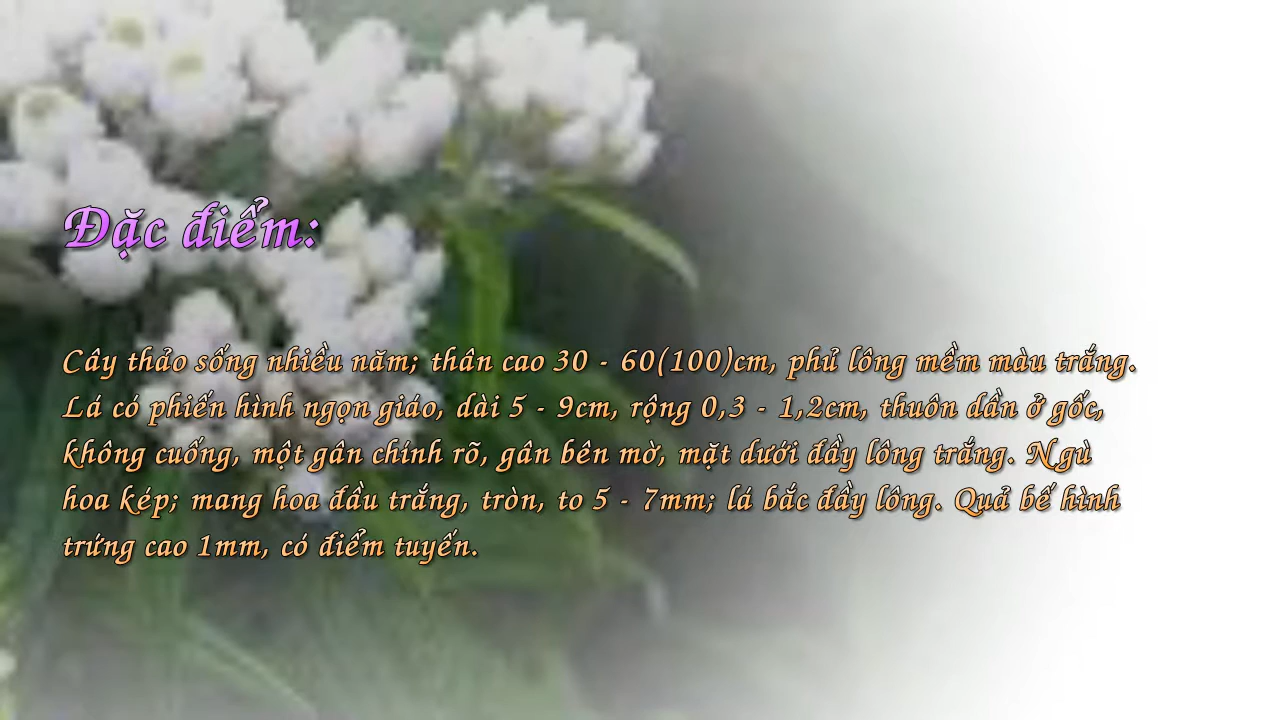 Đặc điểm:
Cây thảo sống nhiều năm; thân cao 30 - 60(100)cm, phủ lông mềm màu trắng.
Lá có phiến hình ngọn giáo, dài 5 - 9cm, rộng 0,3 - 1,2cm, thuôn dần ở gốc,
không cuống, một gân chính rõ, gân bên mờ, mặt dưới đầy lông trắng. Ngù
hoa kép; mang hoa đầu trắng, tròn, to 5 - 7mm; lá bắc đầy lông. Quả bế hình
trứng cao 1mm, có điểm tuyến.